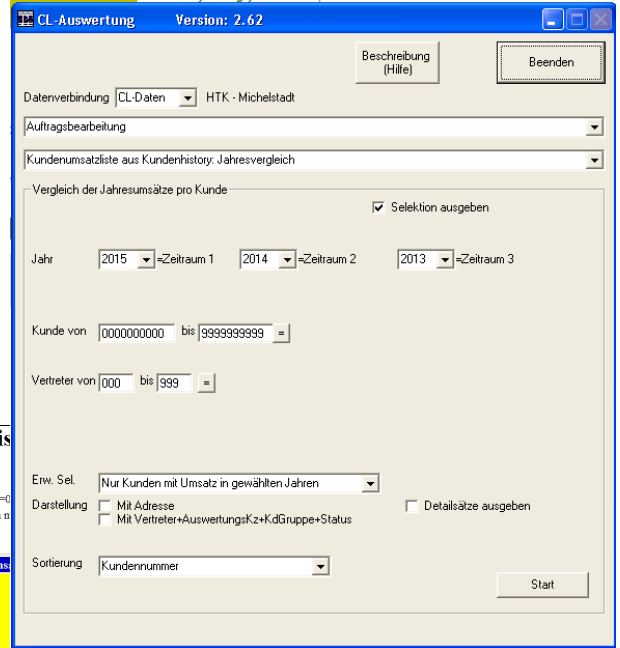 CL-Auswertung Version: 2.62
Beschreibung
(Hilfe)
Beenden
Datenverbindung CL-Daten HTK - Michelstadt
Auftragsbearbeitung
Kundenumsatzliste aus Kundenhistory: Jahresvergleich
Vergleich der Jahresumsätze pro Kunde
Selektion ausgeben
Jahr 2015 =Zeitraum 1 2014 =Zeitraum 2 2013 =Zeitraum 3
Kunde von 0000000000 bis 9999999999 =
Vertreter von 000 bis 999 =
Erw. Sel. Nur Kunden mit Umsatz in gewählten Jahren
Darstellung Mit Adresse Detailsätze ausgeben
Mit Vertreter+AuswertungsKz+KdGruppe+Status
Sortierung Kundennummer
Start